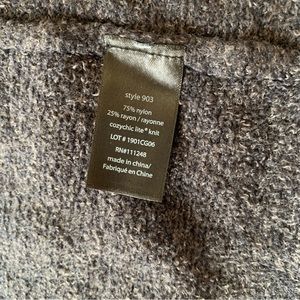 style 903
75% nylon
25% rayon / rayonne
cozychic lite® knit
LOT # 1901CG06
RN#111248
made in china/
Fabriqué en Chine